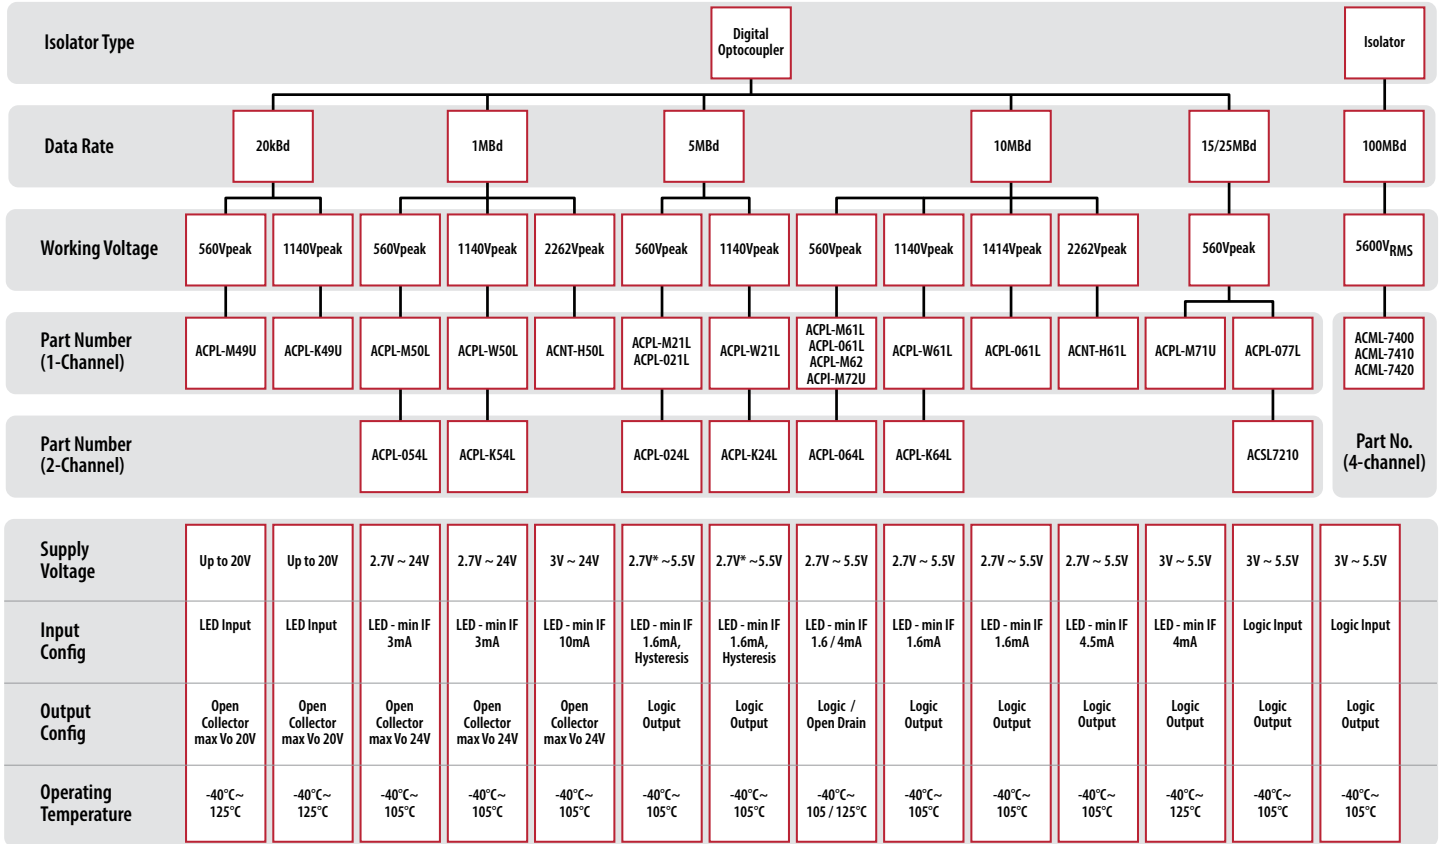 Isolator Type
Digital
Optocoupler
Isolator
Data Rate
20kBd
1MBd
5MBd
10MBd
15/25MBd
100MBd
Working Voltage
560Vpeak
1140Vpeak
560Vpeak
1140Vpeak
2262Vpeak
560Vpeak
1140Vpeak
560Vpeak
1140Vpeak
1414Vpeak
2262Vpeak
560Vpeak
5600VRMS
Part Number
(1-Channel)
ACPL-M49U
ACPL-K49U
ACPL-M50L
ACPL-W50L
ACNT-H50L
ACPL-M21L
ACPL-021L
ACPL-W21L
ACPL-M61L
ACPL-061L
ACPL-M62
ACPl-M72U
ACPL-W61L
ACPL-061L
ACNT-H61L
ACPL-M71U
ACPL-077L
ACML-7400
ACML-7410
ACML-7420
Part Number
(2-Channel)
ACPL-054L
ACPL-K54L
ACPL-024L
ACPL-K24L
ACPL-064L
ACPL-K64L
ACSL7210
Part No.
(4-channel)
Supply
Voltage
Up to 20V
Up to 20V
2.7V ~ 24V
2.7V ~ 24V
3V ~ 24V
2.7V* ~5.5V
2.7V* ~5.5V
2.7V ~ 5.5V
2.7V ~ 5.5V
2.7V ~ 5.5V
2.7V ~ 5.5V
3V ~ 5.5V
3V ~ 5.5V
3V ~ 5.5V
Input
Config
LED Input
LED Input
LED - min IF
3mA
LED - min IF
3mA
LED - min IF
10mA
LED - min IF
1.6mA,
Hysteresis
LED - min IF
1.6mA,
Hysteresis
LED - min IF
1.6 / 4mA
LED - min IF
1.6mA
LED - min IF
1.6mA
LED - min IF
4.5mA
LED - min IF
4mA
Logic Input
Logic Input
Output
Config
Open
Collector
max Vo 20V
Open
Collector
max Vo 20V
Open
Collector
max Vo 24V
Open
Collector
max Vo 24V
Open
Collector
max Vo 24V
Logic
Output
Logic
Output
Logic /
Open Drain
Logic
Output
Logic
Output
Logic
Output
Logic
Output
Logic
Output
Logic
Output
Operating
Temperature
-40°C~
125°C
-40°C~
125°C
-40°C~
105°C
-40°C~
105°C
-40°C~
105°C
-40°C~
105°C
-40°C~
105°C
-40°C~
105 / 125°C
-40°C~
105°C
-40°C~
105°C
-40°C~
105°C
-40°C~
125°C
-40°C~
105°C
-40°C~
105°C